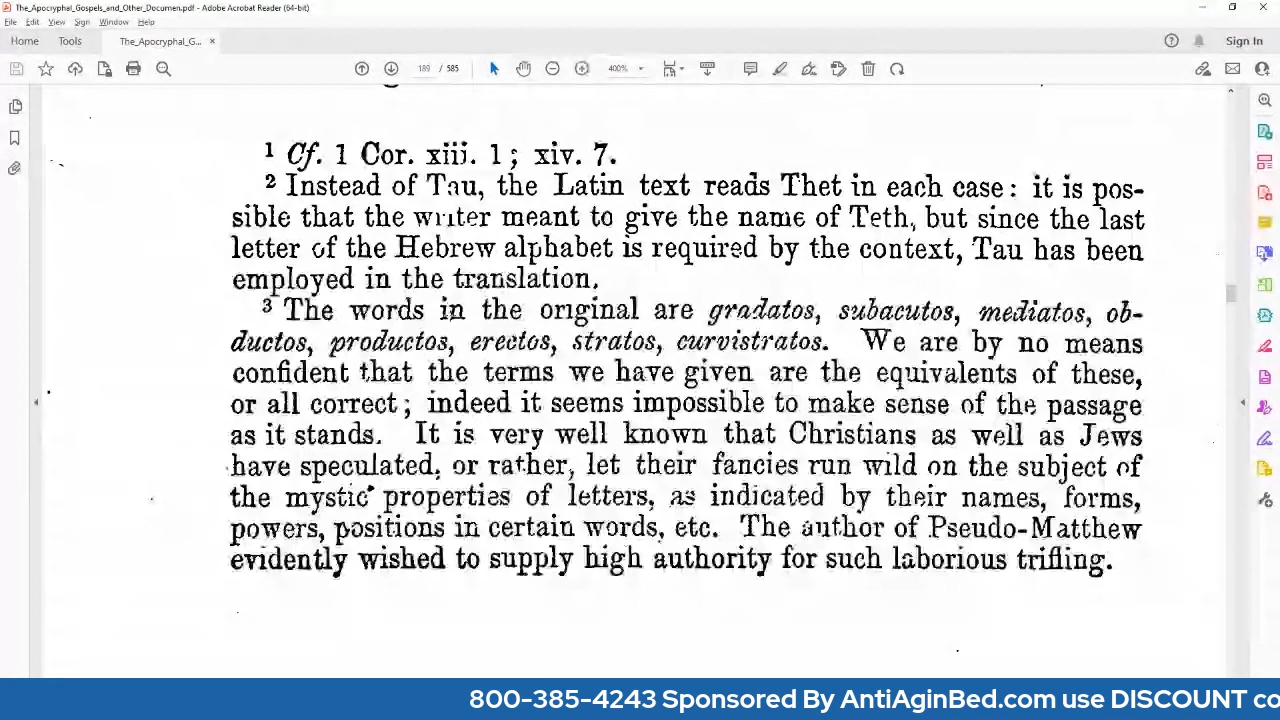 The_Apocryphal_Gospels_and_Other_Documen.pdf - Adobe Acrobat Reader (64-bit)
File Edit View Sign Window Help
Home Tools The_Apocryphal_G... ×
189 / 585 400%
Sign In
1 Cf. 1 Cor. xiii. 1; xiv. 7.
2 Instead of Tau, the Latin text reads Thet in each case: it is pos-
sible that the writer meant to give the name of Teth, but since the last
letter of the Hebrew alphabet is required by the context, Tau has been
employed in the translation.
3 The words in the original are gradatos, subacutos, mediatos, ob-
ductos, productos, erectos, stratos, curvistratos. We are by no means
confident that the terms we have given are the equivalents of these,
or all correct; indeed it seems impossible to make sense of the passage
as it stands. It is very well known that Christians as well as Jews
have speculated, or rather, let their fancies run wild on the subject of
the mystic properties of letters, as indicated by their names, forms,
powers, positions in certain words, etc. The author of Pseudo-Matthew
evidently wished to supply high authority for such laborious trifling.
800-385-4243 Sponsored By AntiAginBed.com use DISCOUNT co